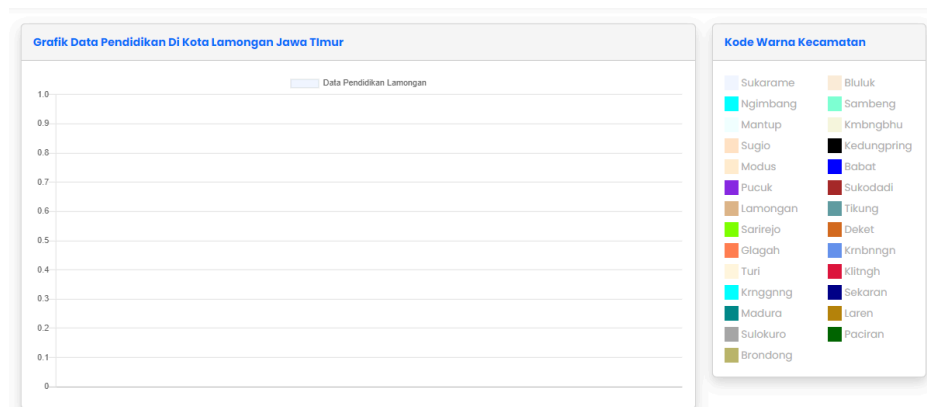 Grafik Data Pendidikan Di Kota Lamongan Jawa TImur
Data Pendidikan Lamongan
1.0
0.9
0.8
0.7
0.6
0.5
0.4
0.3
0.2
0.1
0
Kode Warna Kecamatan
Sukarame Bluluk
Ngimbang Sambeng
Mantup Kmbngbhu
Sugio Kedungpring
Modus Babat
Pucuk Sukodadi
Lamongan Tikung
Sarirejo Deket
Glagah Krnbnngn
Turi Klitngh
Krnggnng Sekaran
Madura Laren
Sulokuro Paciran
Brondong